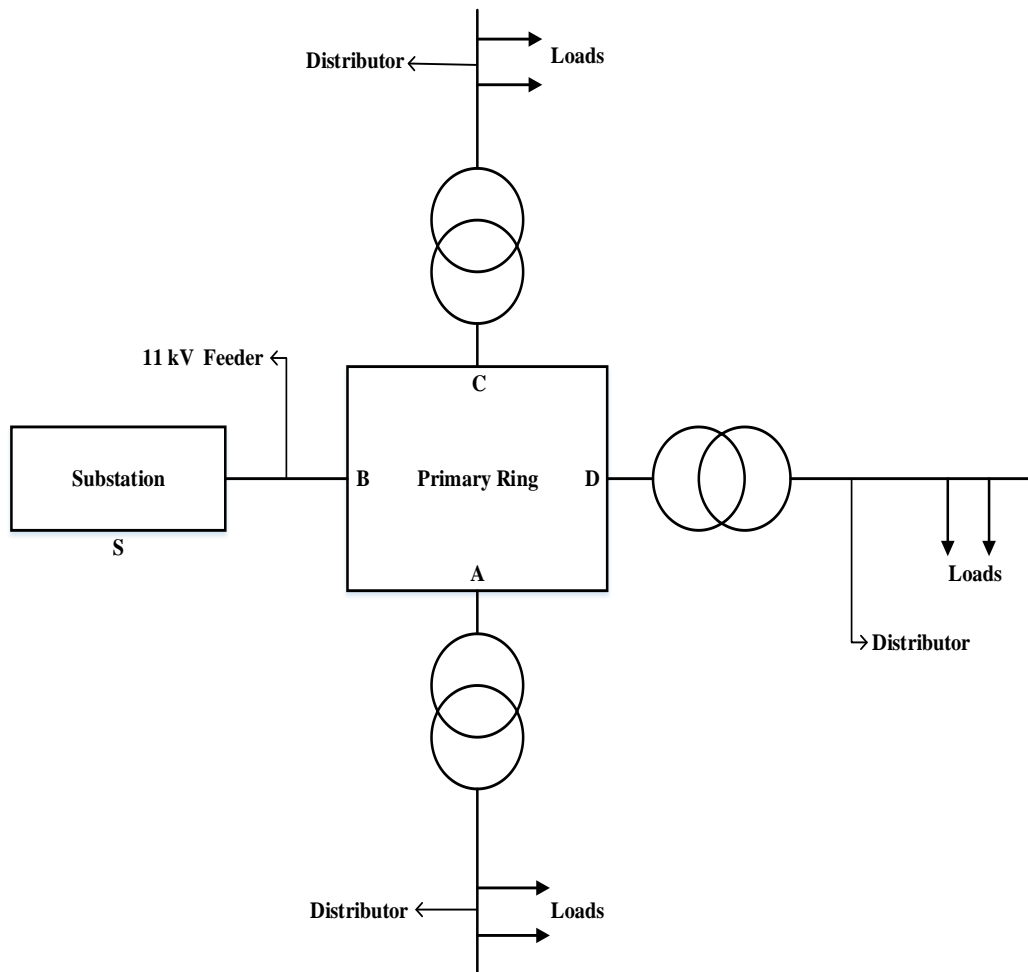 Distributor
Loads
11 kV Feeder
C
Substation
B
Primary Ring
D
S
A
Loads
Distributor
Distributor
Loads